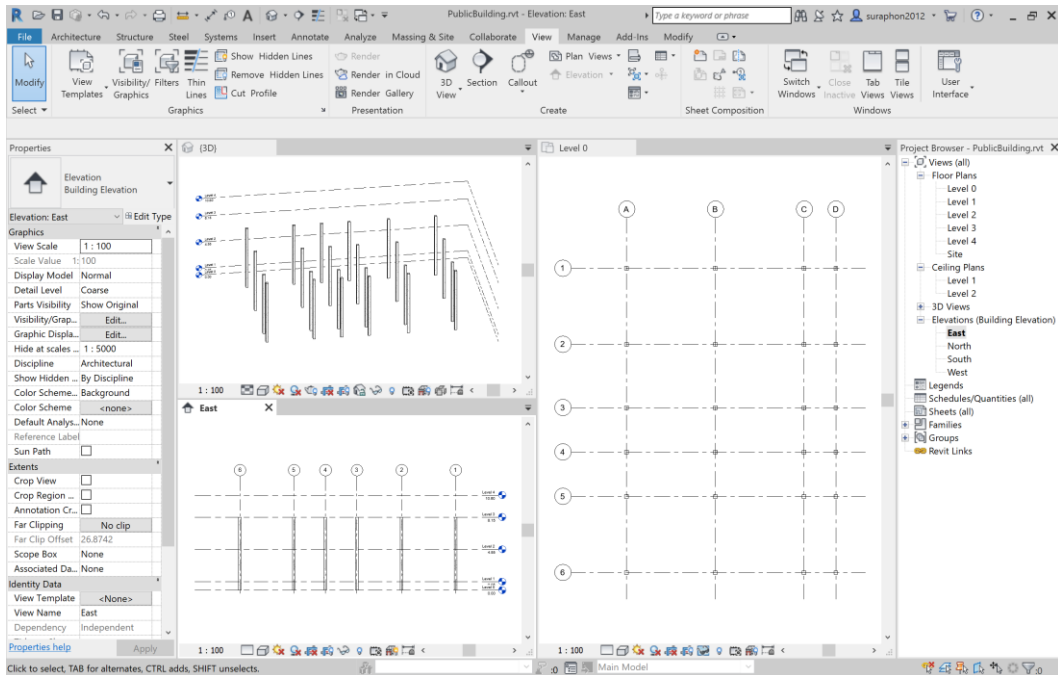 PublicBuilding.rvt - Elevation: East
Type a keyword or phrase
suraphon2012
File Architecture Structure Steel Systems Insert Annotate Analyze Massing & Site Collaborate View Manage Add-Ins Modify
Modify
View Templates
Visibility/ Graphics
Filters
Thin Lines
Show Hidden Lines
Remove Hidden Lines
Cut Profile
Render
Render in Cloud
Render Gallery
3D View
Section
Callout
Plan Views
Elevation
Switch Windows
Close Inactive
Tab Views
Tile Views
User Interface
Select
Graphics
Presentation
Create
Sheet Composition
Windows
Properties
Elevation
Building Elevation
Elevation: East
Edit Type
Graphics
View Scale 1 : 100
Scale Value 1: 100
Display Model Normal
Detail Level Coarse
Parts Visibility Show Original
Visibility/Grap... Edit...
Graphic Displa... Edit...
Hide at scales ... 1 : 5000
Discipline Architectural
Show Hidden ... By Discipline
Color Scheme... Background
Color Scheme <none>
Default Analys... None
Reference Label
Sun Path
Extents
Crop View
Crop Region ...
Annotation Cr...
Far Clipping No clip
Far Clip Offset 26.8742
Scope Box None
Associated Da... None
Identity Data
View Template <None>
View Name East
Dependency Independent
Properties help
Apply
{3D}
1 : 100
East
6 5 4 3 2 1
Level 4
Level 3
Level 2
Level 1
1 : 100
Level 0
A B C D
1
2
3
4
5
6
1 : 100
Project Browser - PublicBuilding.rvt
Views (all)
Floor Plans
Level 0
Level 1
Level 2
Level 3
Level 4
Site
Ceiling Plans
Level 1
Level 2
3D Views
Elevations (Building Elevation)
East
North
South
West
Legends
Schedules/Quantities (all)
Sheets (all)
Families
Groups
Revit Links
Click to select, TAB for alternates, CTRL adds, SHIFT unselects.
:0
Main Model
:0